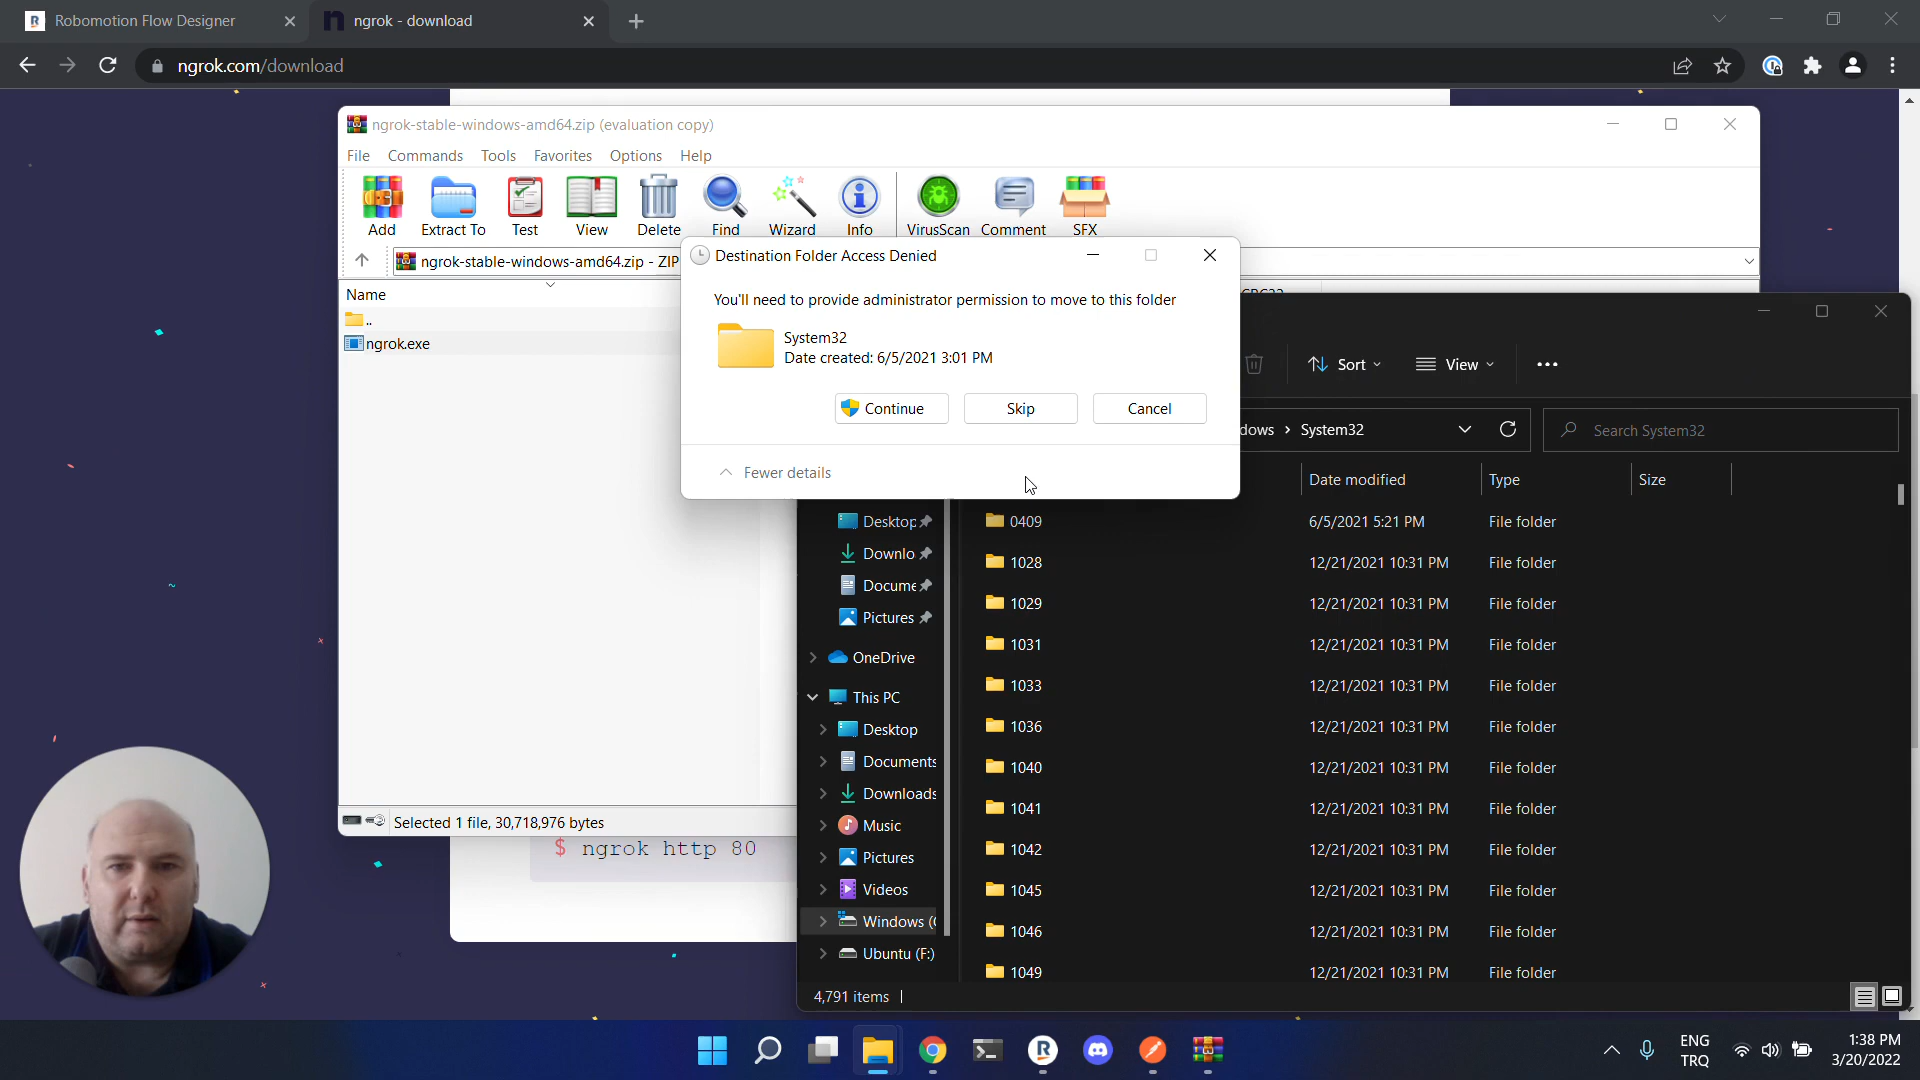 Robomotion Flow Designer
ngrok - download
ngrok.com/download
ngrok-stable-windows-amd64.zip (evaluation copy)
File Commands Tools Favorites Options Help
Add Extract To Test View Delete Find Wizard Info VirusScan Comment SFX
ngrok-stable-windows-amd64.zip - ZIP
Name
..
ngrok.exe
Selected 1 file, 30,718,976 bytes
$ ngrok http 80
Destination Folder Access Denied
You'll need to provide administrator permission to move to this folder
System32
Date created: 6/5/2021 3:01 PM
Continue Skip Cancel
Fewer details
Sort View
dows > System32
Search System32
Date modified Type Size
Desktop
Downlo
Docume
Pictures
OneDrive
This PC
Desktop
Documents
Downloads
Music
Pictures
Videos
Windows (
Ubuntu (F:)
0409 6/5/2021 5:21 PM File folder
1028 12/21/2021 10:31 PM File folder
1029 12/21/2021 10:31 PM File folder
1031 12/21/2021 10:31 PM File folder
1033 12/21/2021 10:31 PM File folder
1036 12/21/2021 10:31 PM File folder
1040 12/21/2021 10:31 PM File folder
1041 12/21/2021 10:31 PM File folder
1042 12/21/2021 10:31 PM File folder
1045 12/21/2021 10:31 PM File folder
1046 12/21/2021 10:31 PM File folder
1049 12/21/2021 10:31 PM File folder
4,791 items
ENG
TRQ
1:38 PM
3/20/2022